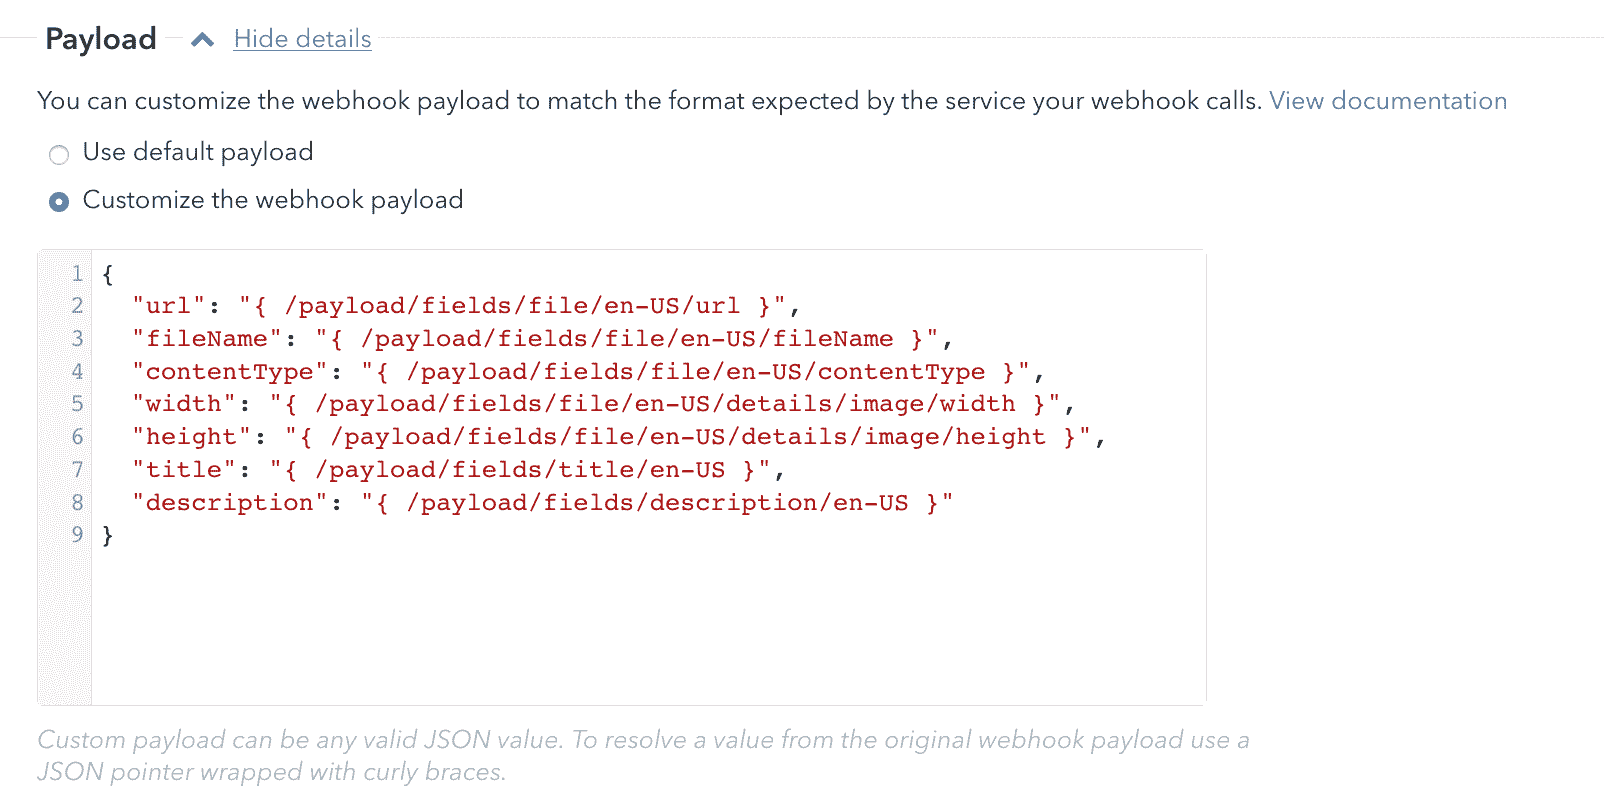 Payload Hide details
You can customize the webhook payload to match the format expected by the service your webhook calls. View documentation
Use default payload
Customize the webhook payload
1 {
2 "url": "{ /payload/fields/file/en-US/url }",
3 "fileName": "{ /payload/fields/file/en-US/fileName }",
4 "contentType": "{ /payload/fields/file/en-US/contentType }",
5 "width": "{ /payload/fields/file/en-US/details/image/width }",
6 "height": "{ /payload/fields/file/en-US/details/image/height }",
7 "title": "{ /payload/fields/title/en-US }",
8 "description": "{ /payload/fields/description/en-US }"
9 }
Custom payload can be any valid JSON value. To resolve a value from the original webhook payload use a
JSON pointer wrapped with curly braces.